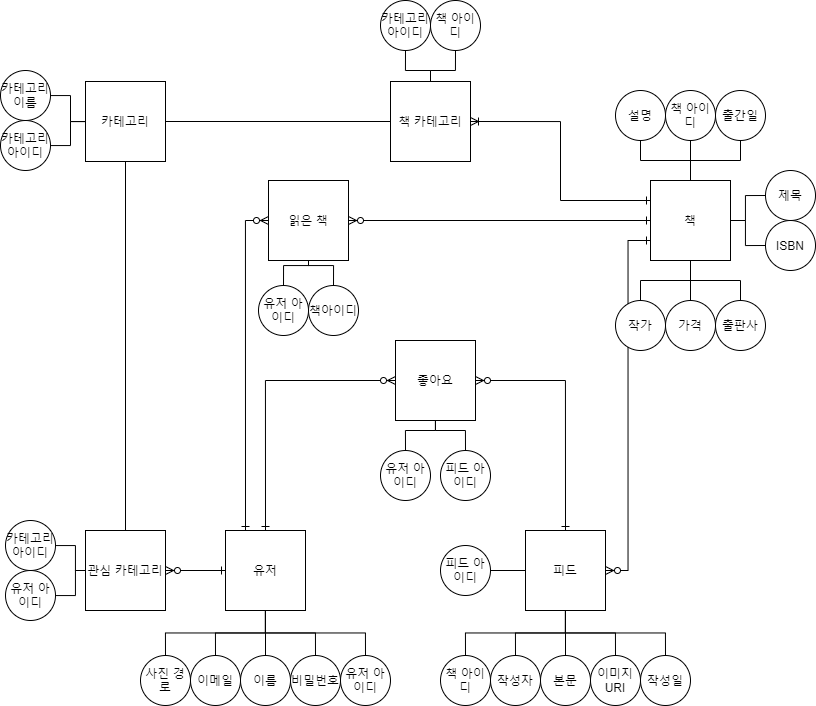 카테고리
아이디
책 아이
디
카테고리
이름
카테고리
아이디
카테고리
책 카테고리
설명
책 아이
디
출간일
제목
ISBN
책
읽은 책
유저 아
이디
책아이디
작가
가격
출판사
좋아요
유저 아
이디
피드 아
이디
카테고리
아이디
유저 아
이디
관심 카테고리
유저
피드 아
이디
피드
사진 경
로
이메일
이름
비밀번호
유저 아
이디
책 아이
디
작성자
본문
이미지
URI
작성일